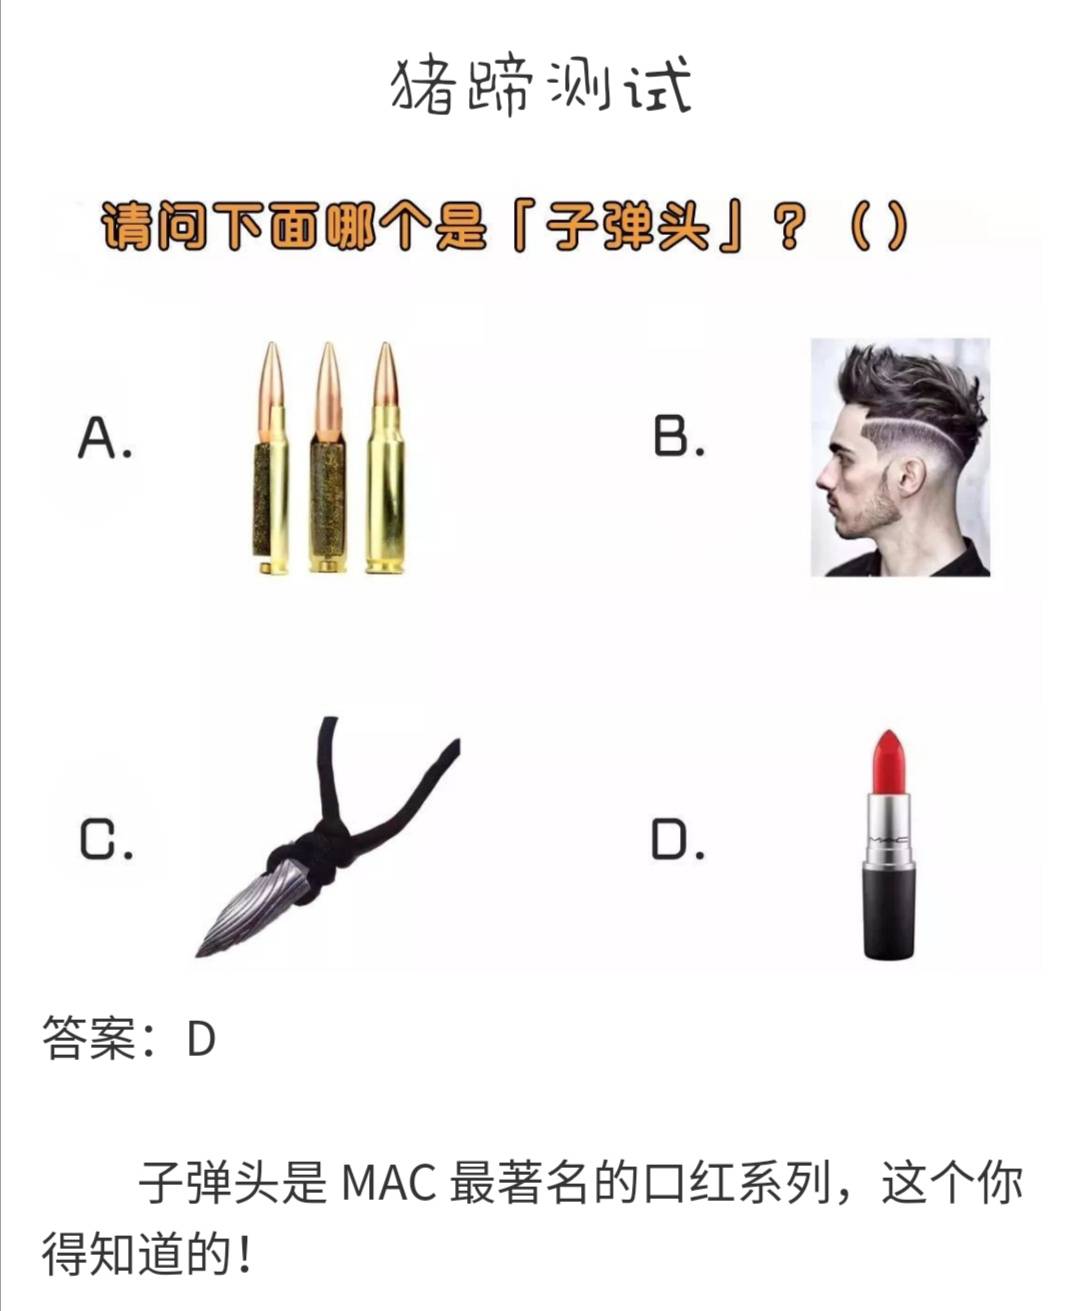 猪蹄测试
请问下面哪个是「子弹头」?（）
A.
B.
C.
D.
MAC
答案：D
子弹头是 MAC 最著名的口红系列，这个你
得知道的！